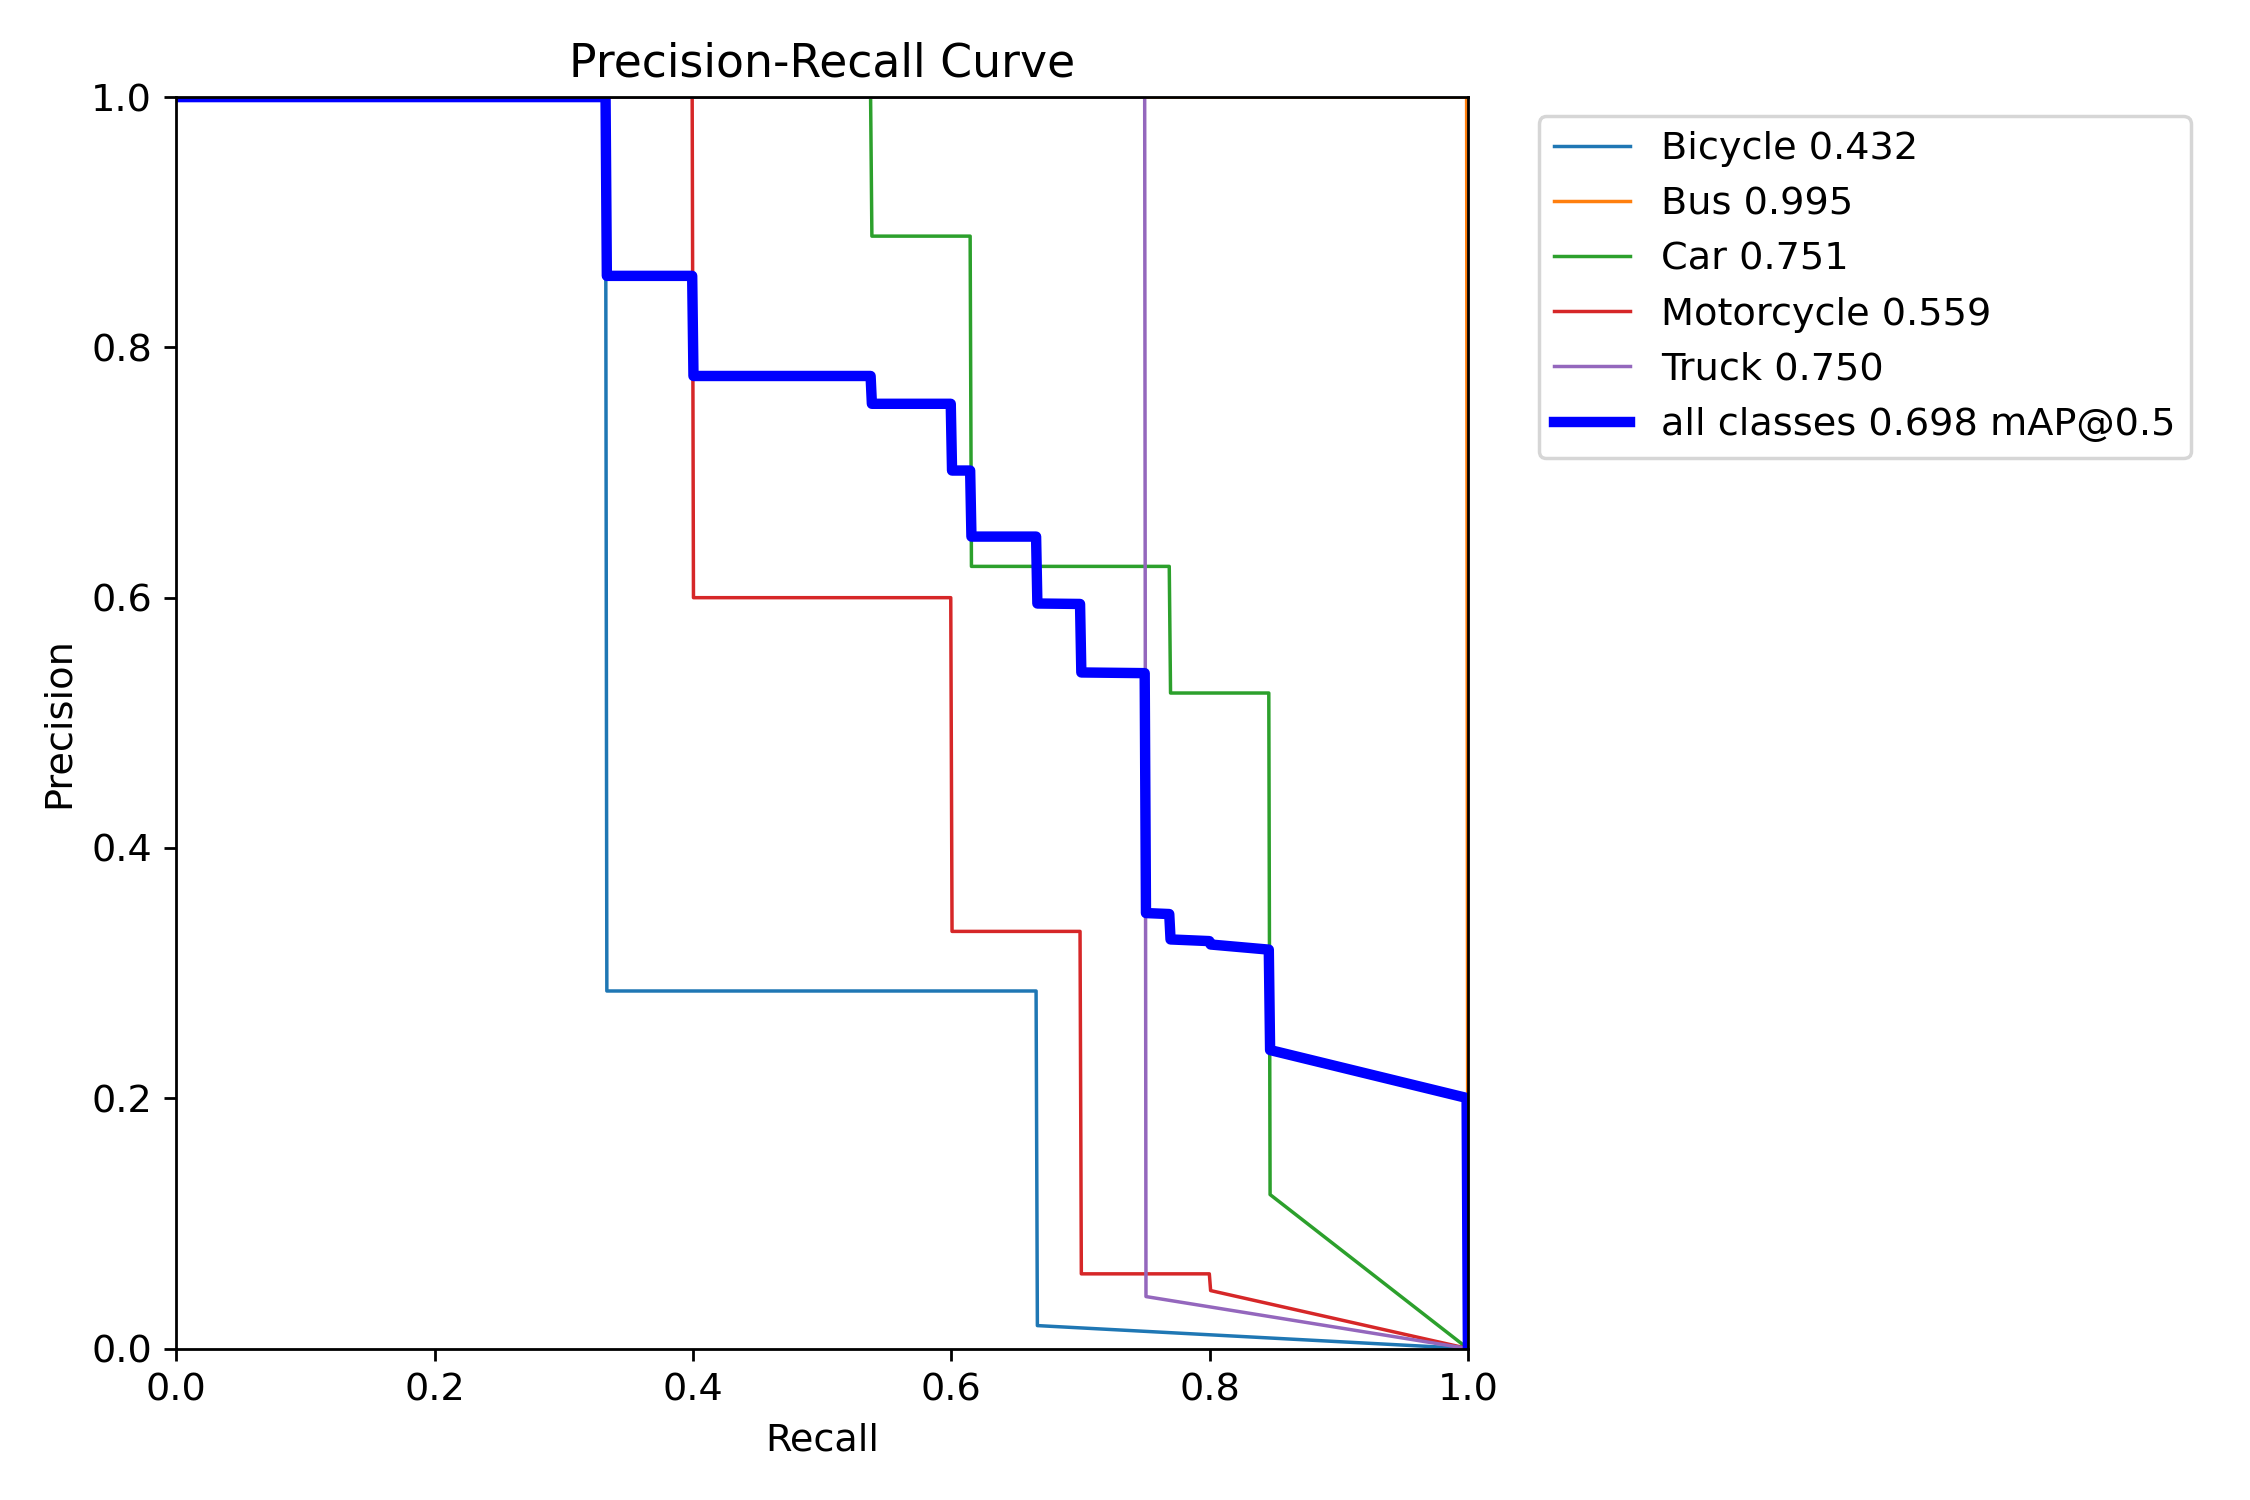 Precision-Recall Curve
1.0
0.8
0.6
0.4
0.2
0.0
Precision
0.0 0.2 0.4 0.6 0.8 1.0
Recall
Bicycle 0.432
Bus 0.995
Car 0.751
Motorcycle 0.559
Truck 0.750
all classes 0.698 mAP@0.5